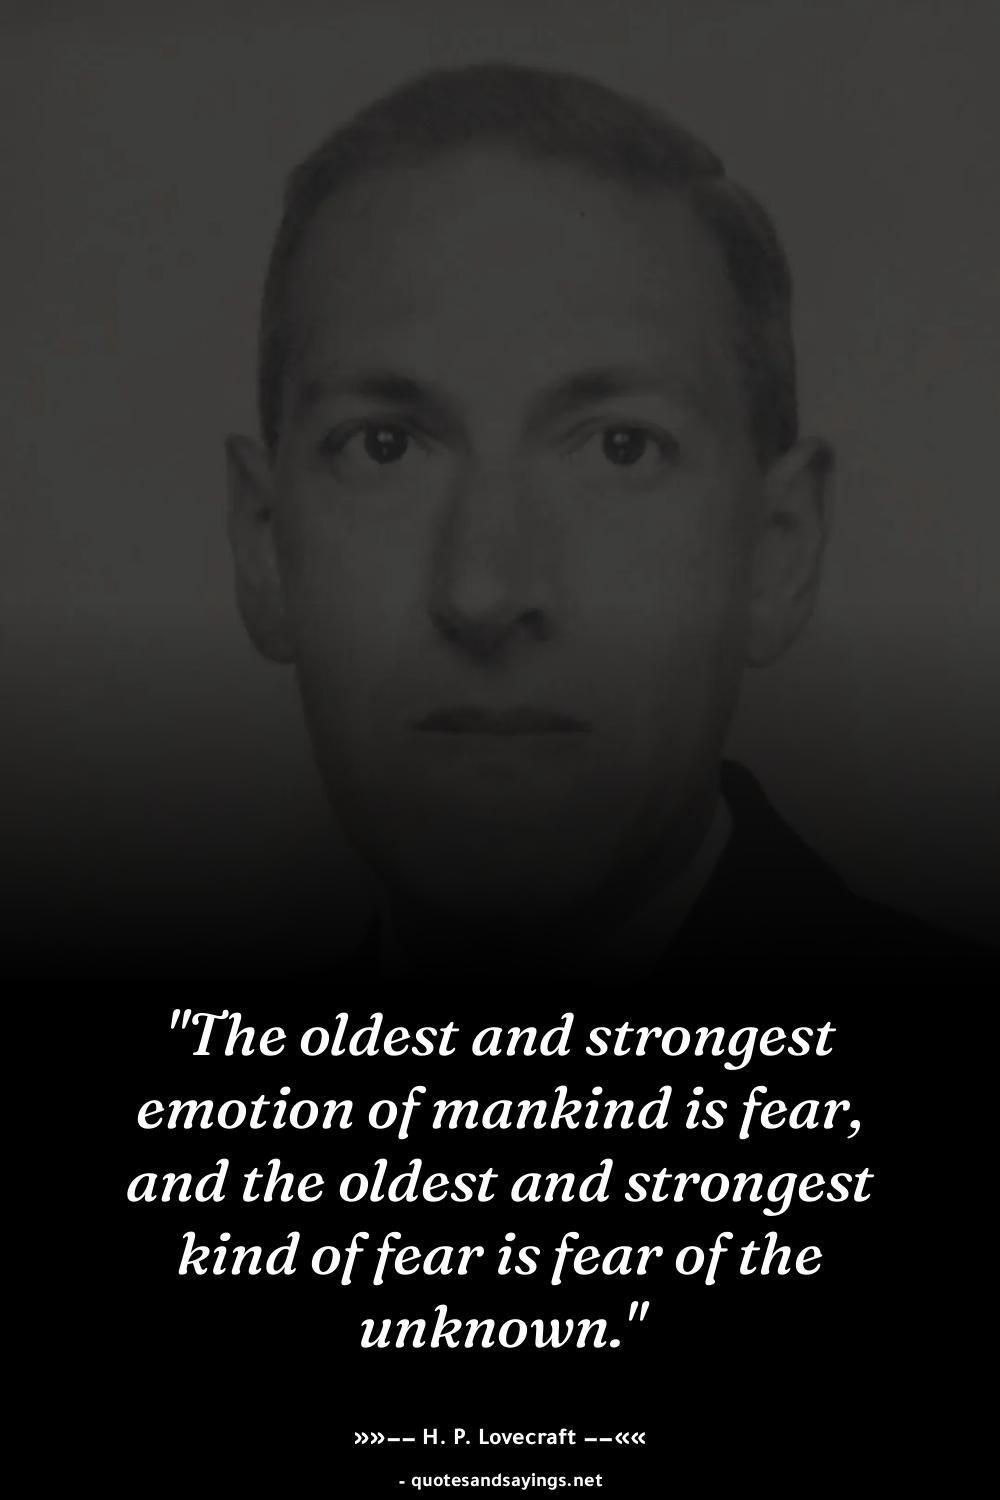 "The oldest and strongest
emotion of mankind is fear,
and the oldest and strongest
kind of fear is fear of the
unknown."
»»−− H. P. Lovecraft −−««
- quotesandsayings.net